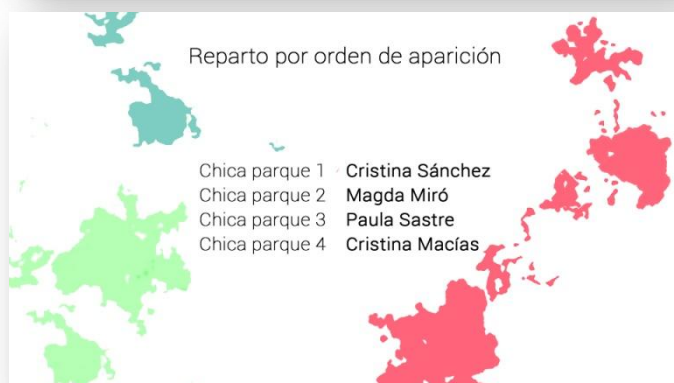 Reparto por orden de aparición
Chica parque 1 Cristina Sánchez
Chica parque 2 Magda Miró
Chica parque 3 Paula Sastre
Chica parque 4 Cristina Macías